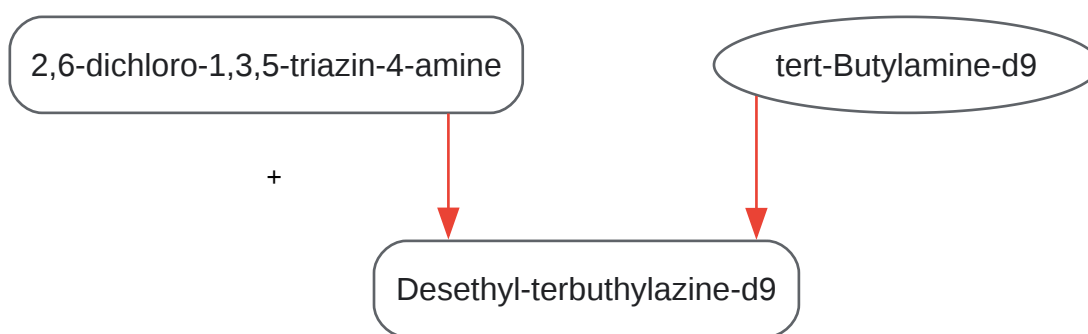 2,6-dichloro-1,3,5-triazin-4-amine
tert-Butylamine-d9
+
Desethyl-terbuthylazine-d9